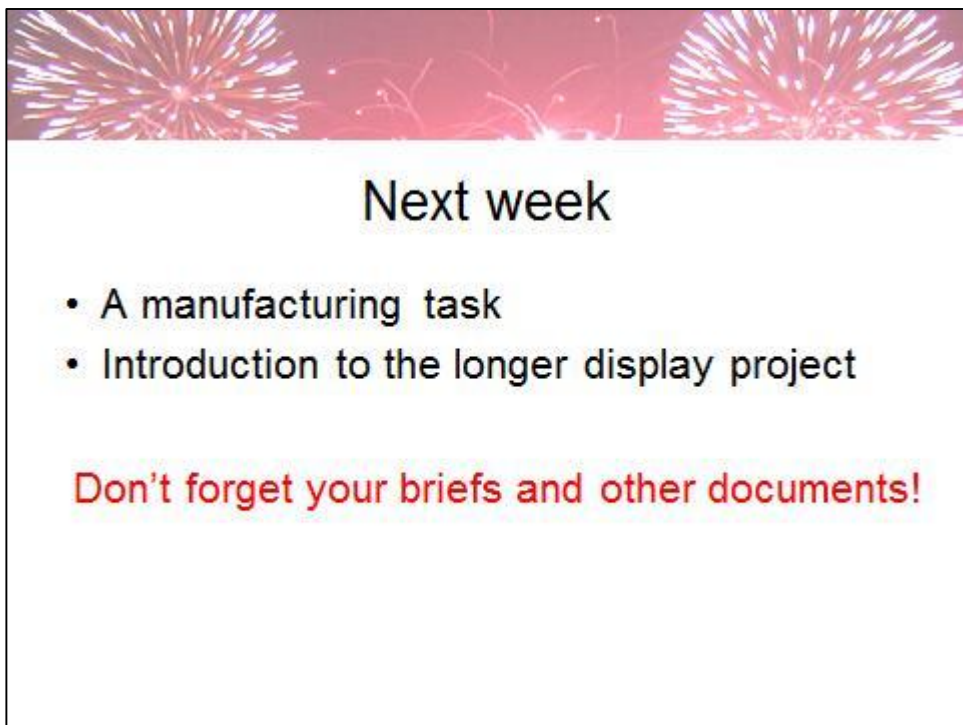 Next week
• A manufacturing task
• Introduction to the longer display project
Don't forget your briefs and other documents!